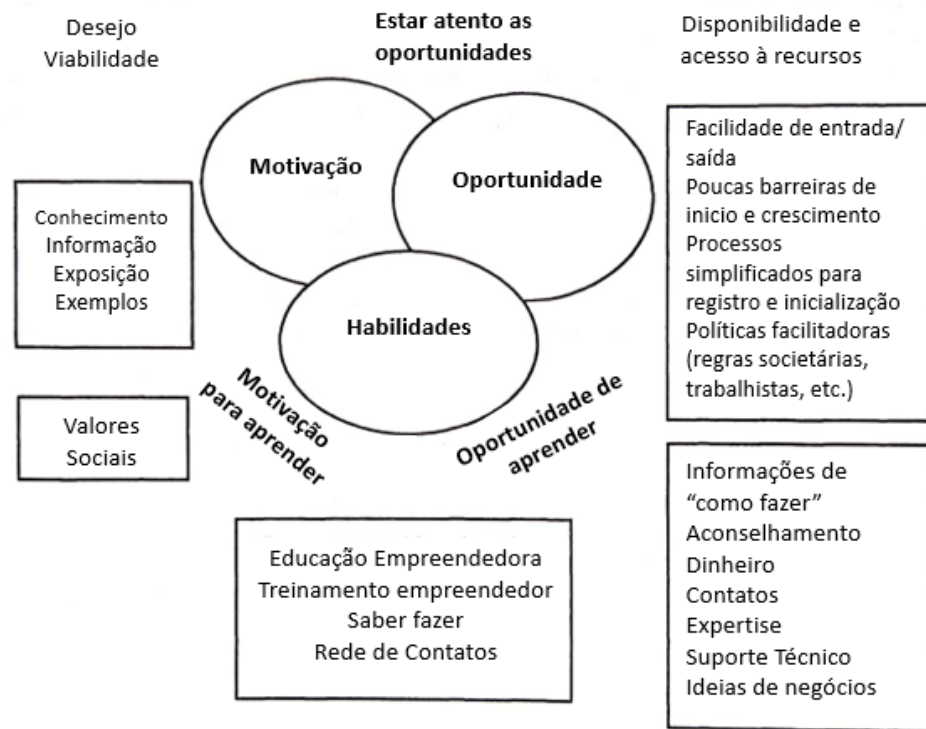 Desejo
Viabilidade
Estar atento as
oportunidades
Disponibilidade e
acesso à recursos
Motivação
Oportunidade
Habilidades
Conhecimento
Informação
Exposição
Exemplos
Valores
Sociais
Motivação
para aprender
Oportunidade de
aprender
Facilidade de entrada/
saída
Poucas barreiras de
inicio e crescimento
Processos
simplificados para
registro e inicialização
Políticas facilitadoras
(regras societárias,
trabalhistas, etc.)
Informações de
“como fazer”
Aconselhamento
Dinheiro
Contatos
Expertise
Suporte Técnico
Ideias de negócios
Educação Empreendedora
Treinamento empreendedor
Saber fazer
Rede de Contatos